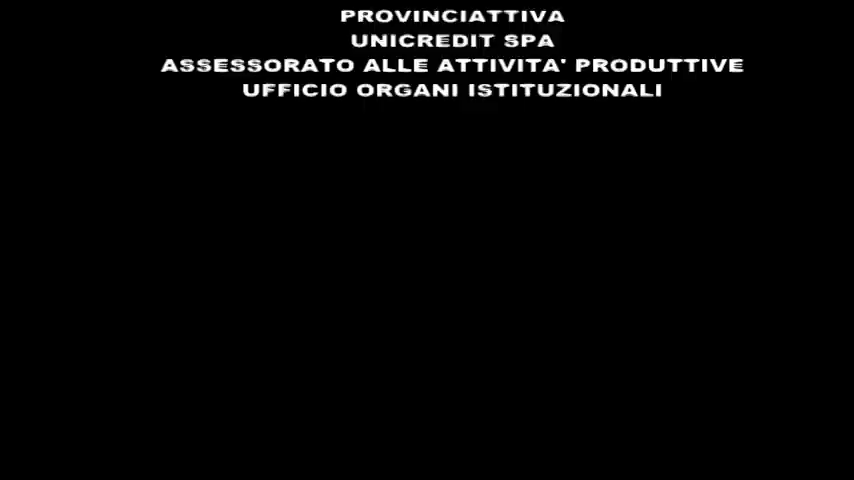 PROVINCIATTIVA
UNICREDIT SPA
ASSESSORATO ALLE ATTIVITA' PRODUTTIVE
UFFICIO ORGANI ISTITUZIONALI